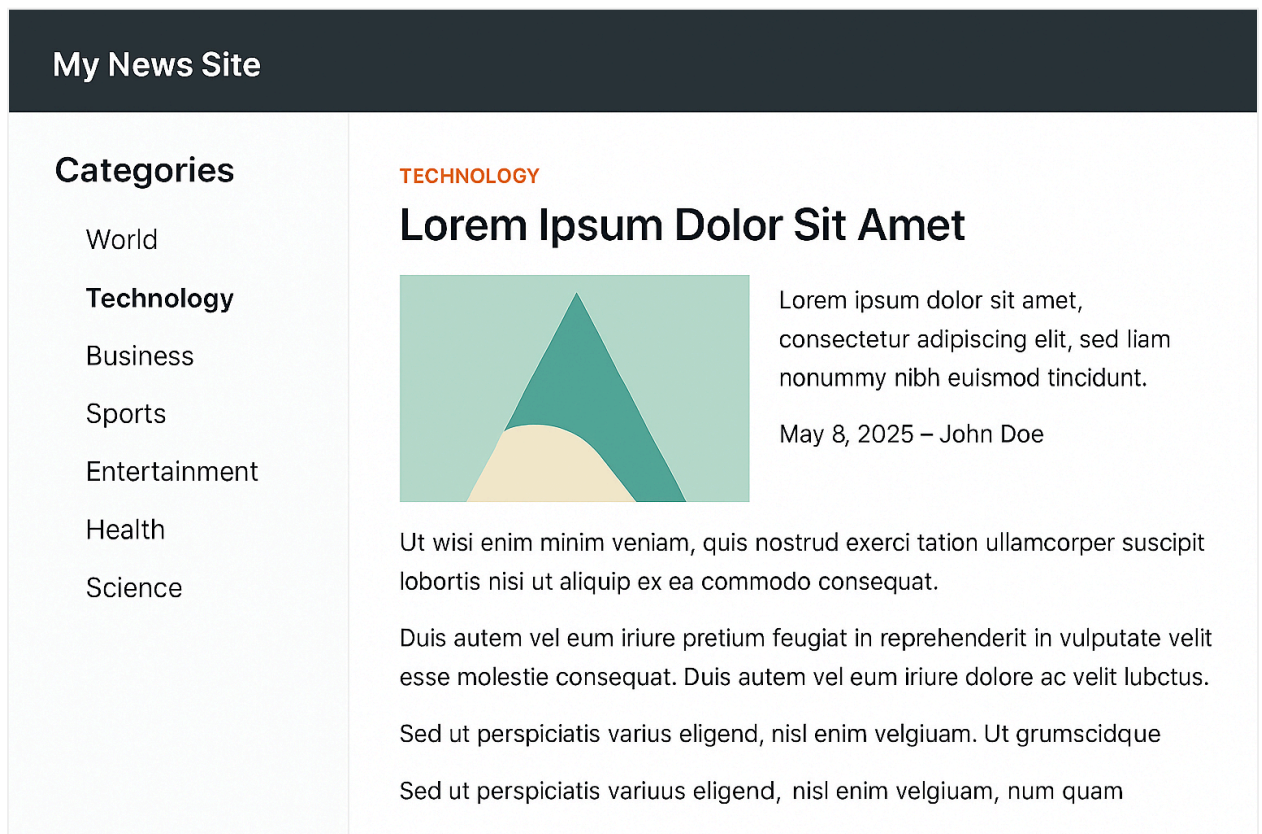 My News Site
Categories
World
Technology
Business
Sports
Entertainment
Health
Science
TECHNOLOGY
Lorem Ipsum Dolor Sit Amet
Lorem ipsum dolor sit amet,
consectetur adipiscing elit, sed liam
nonummy nibh euismod tincidunt.
May 8, 2025 – John Doe
Ut wisi enim minim veniam, quis nostrud exerci tation ullamcorper suscipit
lobortis nisi ut aliquip ex ea commodo consequat.
Duis autem vel eum iriure pretium feugiat in reprehenderit in vulputate velit
esse molestie consequat. Duis autem vel eum iriure dolore ac velit lubctus.
Sed ut perspiciatis varius eligend, nisl enim velgiuam. Ut grumscidque
Sed ut perspiciatis variuus eligend, nisl enim velgiuam, num quam